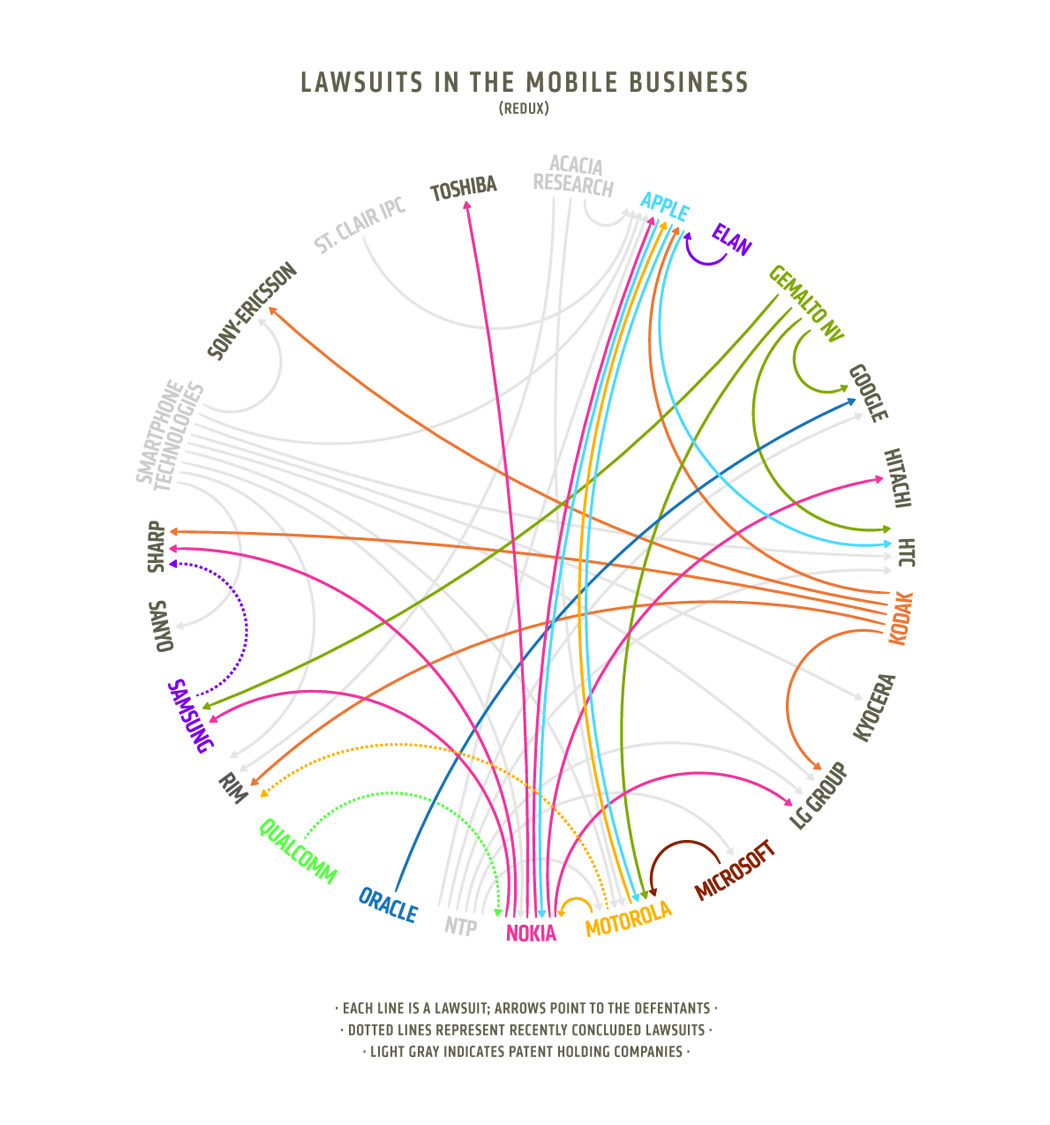 LAWSUITS IN THE MOBILE BUSINESS
(REDUX)
ACACIA
RESEARCH
APPLE
ELAN
GEMALTO NV
GOOGLE
HITACHI
HTC
KODAK
KYOCERA
LG GROUP
MICROSOFT
MOTOROLA
NOKIA
NTP
ORACLE
QUALCOMM
RIM
SAMSUNG
SANYO
SHARP
SMARTPHONE
TECHNOLOGIES
SONY-ERICSSON
ST. CLAIR IPC
TOSHIBA
· EACH LINE IS A LAWSUIT; ARROWS POINT TO THE DEFENTANTS ·
· DOTTED LINES REPRESENT RECENTLY CONCLUDED LAWSUITS ·
· LIGHT GRAY INDICATES PATENT HOLDING COMPANIES ·